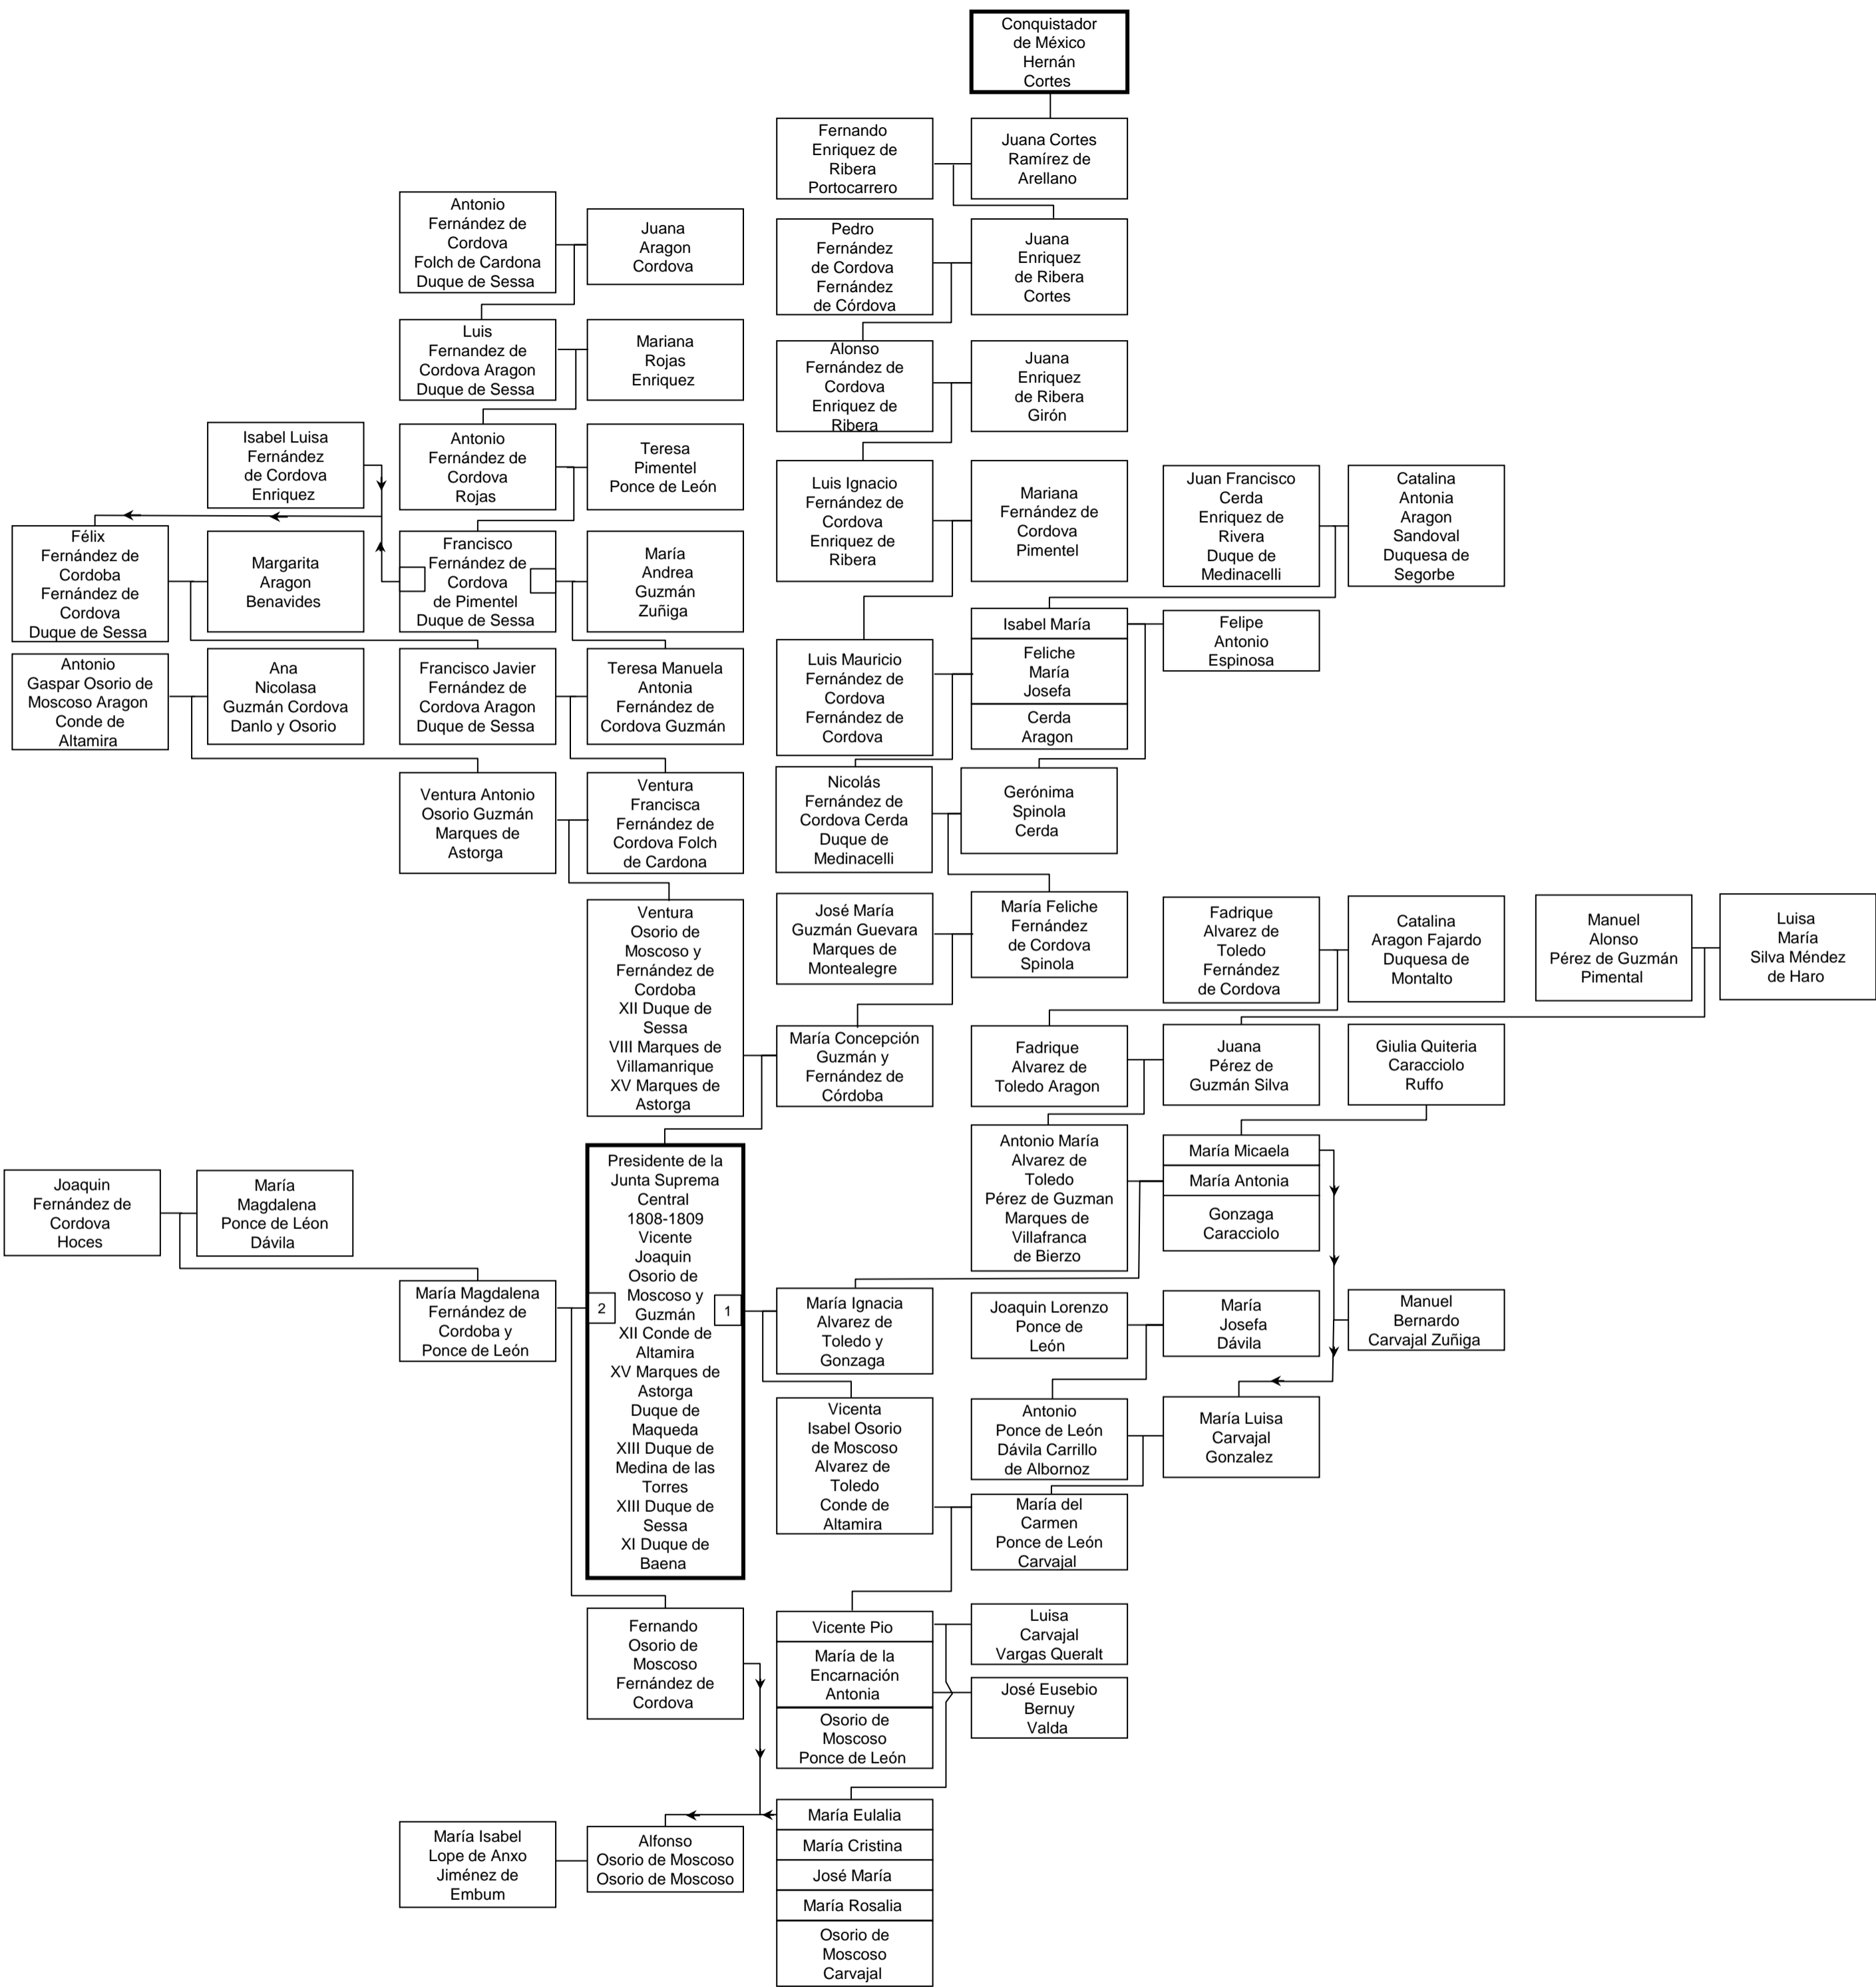 Conquistador
de México
Hernán
Cortes
Fernando
Enriquez de
Ribera
Portocarrero
Juana Cortes
Ramírez de
Arellano
Antonio
Fernández de
Cordova
Folch de Cardona
Duque de Sessa
Juana
Aragon
Cordova
Pedro
Fernández
de Cordova
Fernández
de Córdova
Juana
Enriquez
de Ribera
Cortes
Luis
Fernandez de
Cordova Aragon
Duque de Sessa
Mariana
Rojas
Enriquez
Alonso
Fernández de
Cordova
Enriquez de
Ribera
Juana
Enriquez
de Ribera
Girón
Isabel Luisa
Fernández
de Cordova
Enriquez
Antonio
Fernández de
Cordova
Rojas
Teresa
Pimentel
Ponce de León
Luis Ignacio
Fernández de
Cordova
Enriquez de
Ribera
Mariana
Fernández de
Cordova
Pimentel
Juan Francisco
Cerda
Enriquez de
Rivera
Duque de
Medinacelli
Catalina
Antonia
Aragon
Sandoval
Duquesa de
Segorbe
Félix
Fernández de
Cordoba
Fernández de
Cordova
Duque de Sessa
Margarita
Aragon
Benavides
Francisco
Fernández de
Cordova
de Pimentel
Duque de Sessa
María
Andrea
Guzmán
Zuñiga
Isabel María
Feliche
María
Josefa
Cerda
Aragon
Felipe
Antonio
Espinosa
Luis Mauricio
Fernández de
Cordova
Fernández de
Cordova
Antonio
Gaspar Osorio de
Moscoso Aragon
Conde de
Altamira
Ana
Nicolasa
Guzmán Cordova
Danlo y Osorio
Francisco Javier
Fernández de
Cordova Aragon
Duque de Sessa
Teresa Manuela
Antonia
Fernández de
Cordova Guzmán
Ventura Antonio
Osorio Guzmán
Marques de
Astorga
Ventura
Francisca
Fernández de
Cordova Folch
de Cardona
Nicolás
Fernández de
Cordova Cerda
Duque de
Medinacelli
Gerónima
Spinola
Cerda
Ventura
Osorio de
Moscoso y
Fernández de
Cordoba
XII Duque de
Sessa
VIII Marques de
Villamanrique
XV Marques de
Astorga
José María
Guzmán Guevara
Marques de
Montealegre
María Feliche
Fernández
de Cordova
Spinola
Fadrique
Alvarez de
Toledo
Fernández
de Cordova
Catalina
Aragon Fajardo
Duquesa de
Montalto
Manuel
Alonso
Pérez de Guzmán
Pimental
Luisa
María
Silva Méndez
de Haro
María Concepción
Guzmán y
Fernández de
Córdoba
Fadrique
Alvarez de
Toledo Aragon
Juana
Pérez de
Guzmán Silva
Giulia Quiteria
Caracciolo
Ruffo
Antonio María
Alvarez de
Toledo
Pérez de Guzman
Marques de
Villafranca
de Bierzo
María Micaela
María Antonia
Gonzaga
Caracciolo
Joaquin
Fernández de
Cordova
Hoces
María
Magdalena
Ponce de Léon
Dávila
Presidente de la
Junta Suprema
Central
1808-1809
Vicente
Joaquin
Osorio de
Moscoso y
Guzmán
XII Conde de
Altamira
XV Marques de
Astorga
Duque de
Maqueda
XIII Duque de
Medina de las
Torres
XIII Duque de
Sessa
XI Duque de
Baena
2
1
María Magdalena
Fernández de
Cordoba y
Ponce de León
María Ignacia
Alvarez de
Toledo y
Gonzaga
Joaquin Lorenzo
Ponce de
León
María
Josefa
Dávila
Manuel
Bernardo
Carvajal Zuñiga
Vicenta
Isabel Osorio
de Moscoso
Alvarez de
Toledo
Conde de
Altamira
Antonio
Ponce de León
Dávila Carrillo
de Albornoz
María Luisa
Carvajal
Gonzalez
María del
Carmen
Ponce de León
Carvajal
Fernando
Osorio de
Moscoso
Fernández de
Cordova
Vicente Pio
María de la
Encarnación
Antonia
Osorio de
Moscoso
Ponce de León
Luisa
Carvajal
Vargas Queralt
José Eusebio
Bernuy
Valda
María Isabel
Lope de Anxo
Jiménez de
Embum
Alfonso
Osorio de Moscoso
Osorio de Moscoso
María Eulalia
María Cristina
José María
María Rosalia
Osorio de
Moscoso
Carvajal